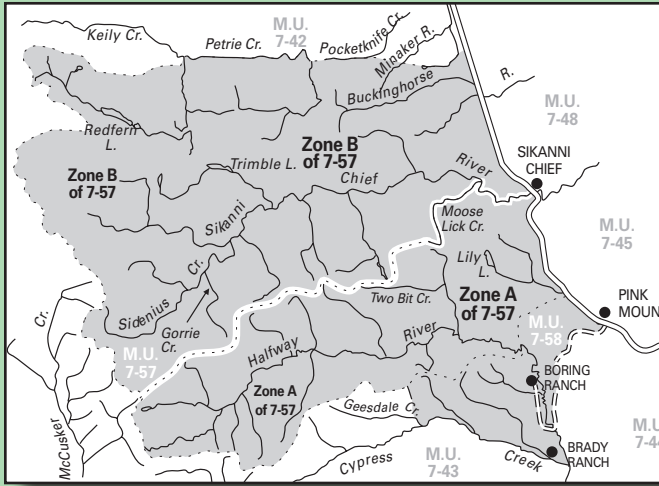 Keily Cr.
M.U.
7-42
Petrie Cr.
Pocketknife Cr.
Minaker R.
Buckinghorse
R.
M.U.
7-48
Redfern
L.
Zone B
of 7-57
Trimble L.
Zone B
of 7-57
Chief
River
SIKANNI
CHIEF
Sikanni
Moose
Lick Cr.
M.U.
7-45
Lily
L.
Cr.
Sidenius
Gorrie
Cr.
Two Bit Cr.
Zone A
of 7-57
PINK
MOUN
Cr.
M.U.
7-57
Halfway
River
M.U.
7-58
BORING
RANCH
Zone A
of 7-57
Geesdale Cr.
McCusker
Cypress
M.U.
7-43
Creek
BRADY
RANCH
M.U.
7-44